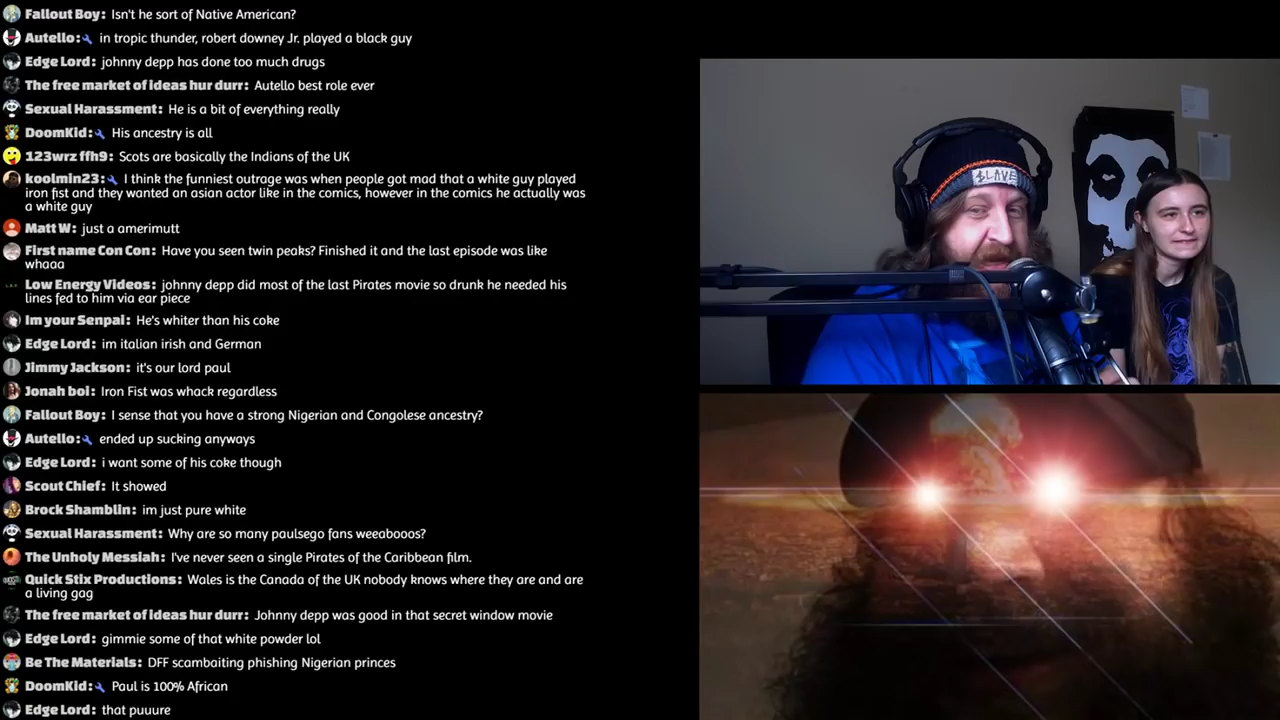 Fallout Boy: Isn't he sort of Native American?
Autello: in tropic thunder, robert downey Jr. played a black guy
Edge Lord: johnny depp has done too much drugs
The free market of ideas hur durr: Autello best role ever
Sexual Harassment: He is a bit of everything really
DoomKid: His ancestry is all
123wrz ffh9: Scots are basically the Indians of the UK
koolmin23: I think the funniest outrage was when people got mad that a white guy played
iron fist and they wanted an asian actor like in the comics, however in the comics he actually was
a white guy
Matt W: just a amerimutt
First name Con Con: Have you seen twin peaks? Finished it and the last episode was like
whaaa
Low Energy Videos: johnny depp did most of the last Pirates movie so drunk he needed his
lines fed to him via ear piece
Im your Senpai: He's whiter than his coke
Edge Lord: im italian irish and German
Jimmy Jackson: it's our lord paul
Jonah boi: Iron Fist was whack regardless
Fallout Boy: I sense that you have a strong Nigerian and Congolese ancestry?
Autello: ended up sucking anyways
Edge Lord: i want some of his coke though
Scout Chief: It showed
Brock Shamblin: im just pure white
Sexual Harassment: Why are so many paulsego fans weeabooos?
The Unholy Messiah: I've never seen a single Pirates of the Caribbean film.
Quick Stix Productions: Wales is the Canada of the UK nobody knows where they are and are
a living gag
The free market of ideas hur durr: Johnny depp was good in that secret window movie
Edge Lord: gimmie some of that white powder lol
Be The Materials: DFF scambaiting phishing Nigerian princes
DoomKid: Paul is 100% African
Edge Lord: that puuure
SLAVE